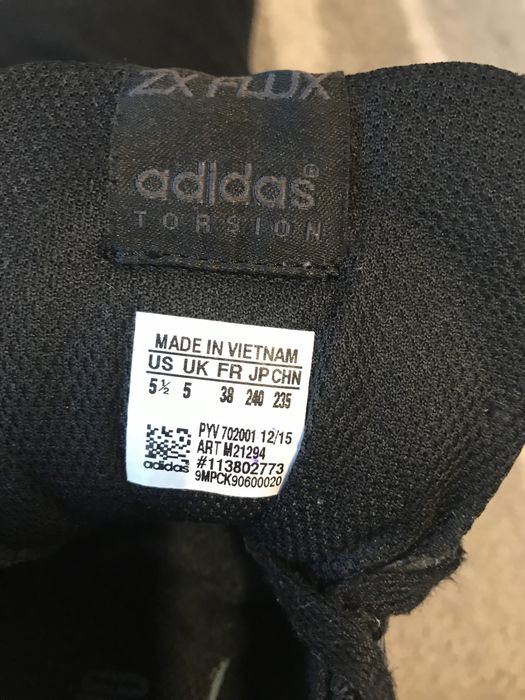 ZX FLUX
adidas®
TORSION
MADE IN VIETNAM
US UK FR JP CHN
5½ 5 38 240 235
PYV 702001 12/15
ART M21294
adidas #113802773
9MPCK90600020